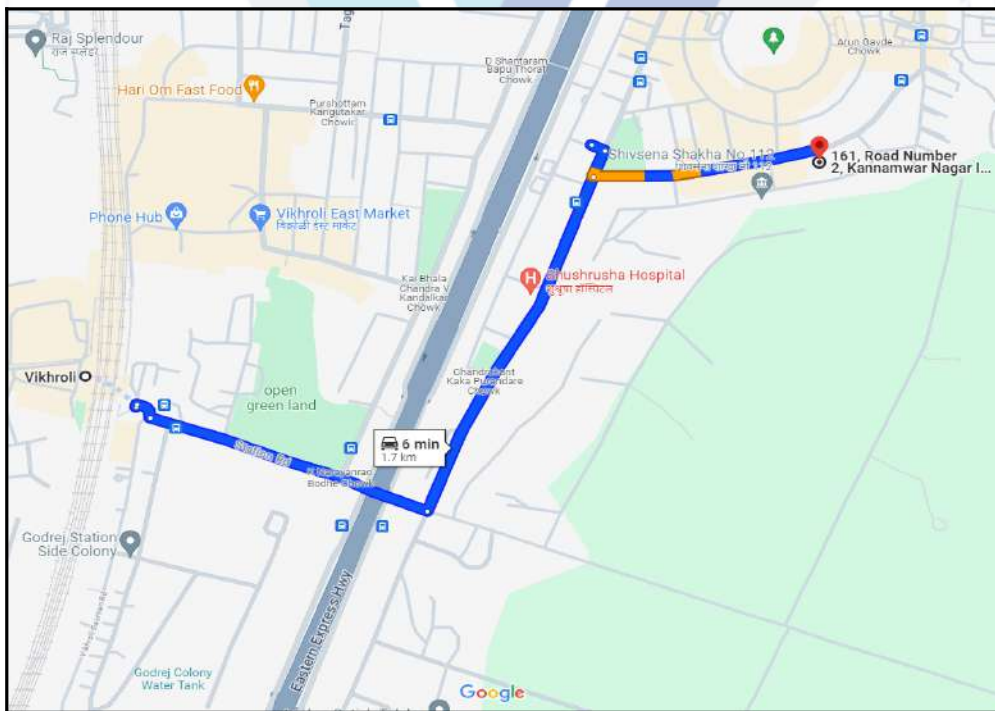 Raj Splendour
राज स्प्लेंडर
Hari Om Fast Food
Purshottam
Kangutakar
Chowk
D Shantaram
Bapu Thorat
Chowk
Arun Gavde
Chowk
Shivsena Shakha No 112
161, Road Number
2, Kannamwar Nagar I...
Phone Hub
Vikhroli East Market
विक्रोळी ईस्ट मार्केट
Kai Bhala
Chandra V
Kandalkar
Chowk
Shushrusha Hospital
सुश्रुषा हॉस्पिटल
Chandrakant
Kaka Purandare
Chowk
Vikhroli
open
green land
6 min
1.7 km
Station Rd
Bodhe Chowk
Godrej Station
Side Colony
Eastern Express Hwy
Godrej Colony
Water Tank
Google